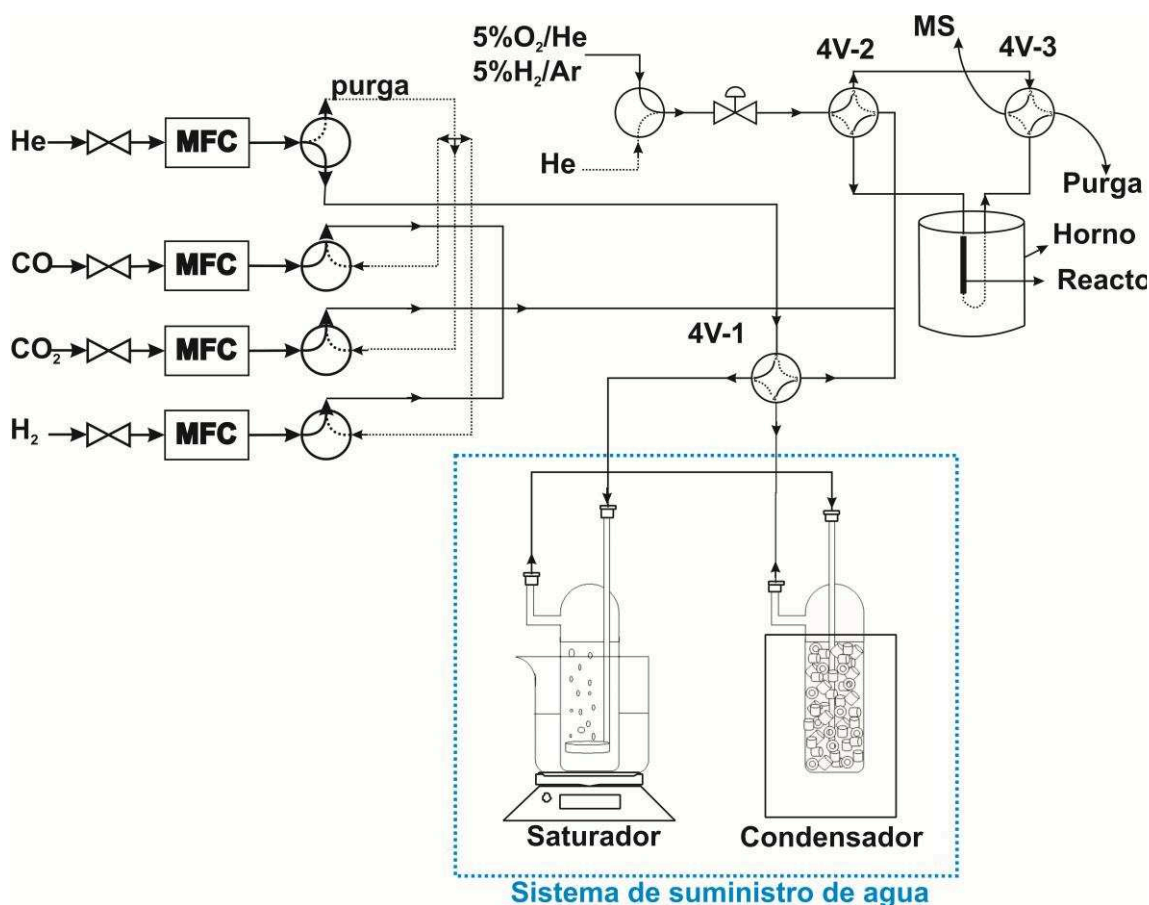 MS
5%O₂/He
5%H₂/Ar
4V-2
4V-3
purga
He
MFC
He
Purga
Horno
Reacto
CO
MFC
CO₂
MFC
4V-1
H₂
MFC
Saturador
Condensador
Sistema de suministro de agua